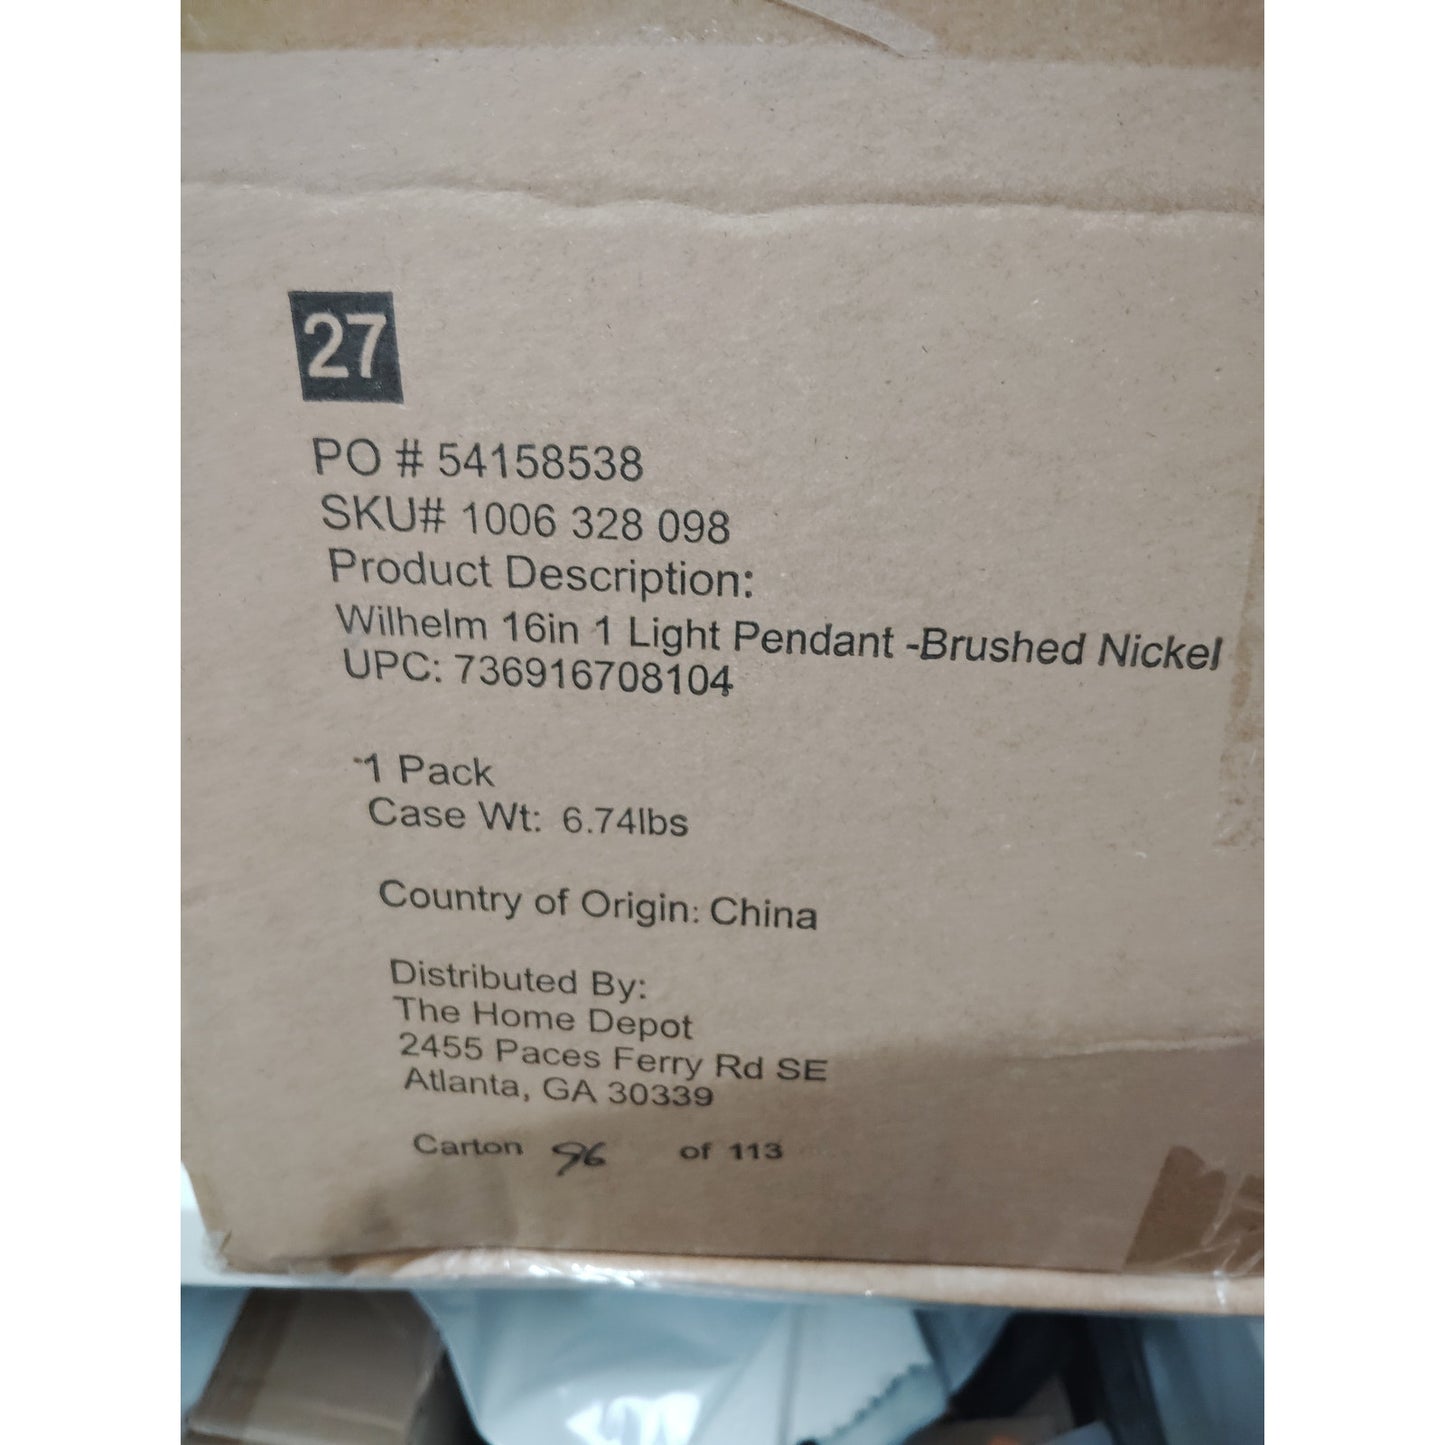 27
PO # 54158538
SKU# 1006 328 098
Product Description:
Wilhelm 16in 1 Light Pendant -Brushed Nickel
UPC: 736916708104
1 Pack
Case Wt: 6.74lbs
Country of Origin: China
Distributed By:
The Home Depot
2455 Paces Ferry Rd SE
Atlanta, GA 30339
Carton 96 of 113